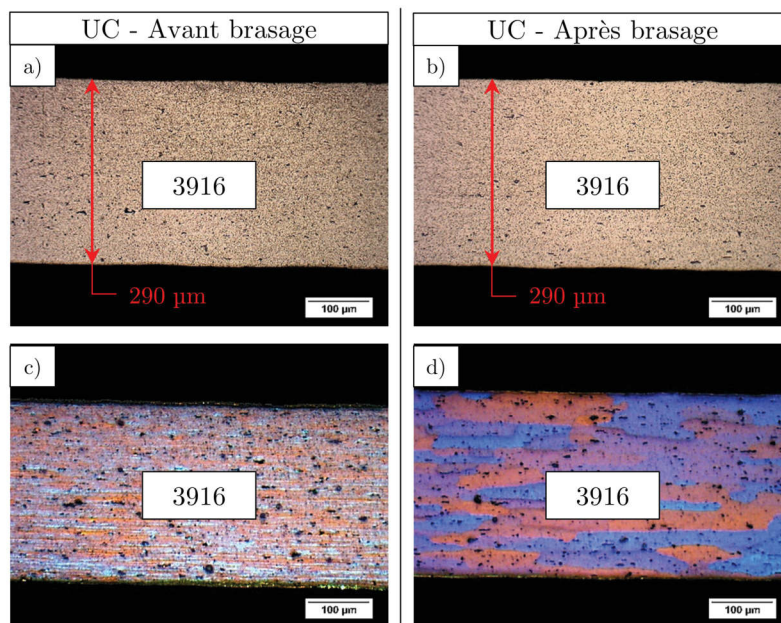 UC - Avant brasage
UC - Après brasage
a)
3916
290 µm
100 µm
b)
3916
290 µm
100 µm
c)
3916
100 µm
d)
3916
100 µm